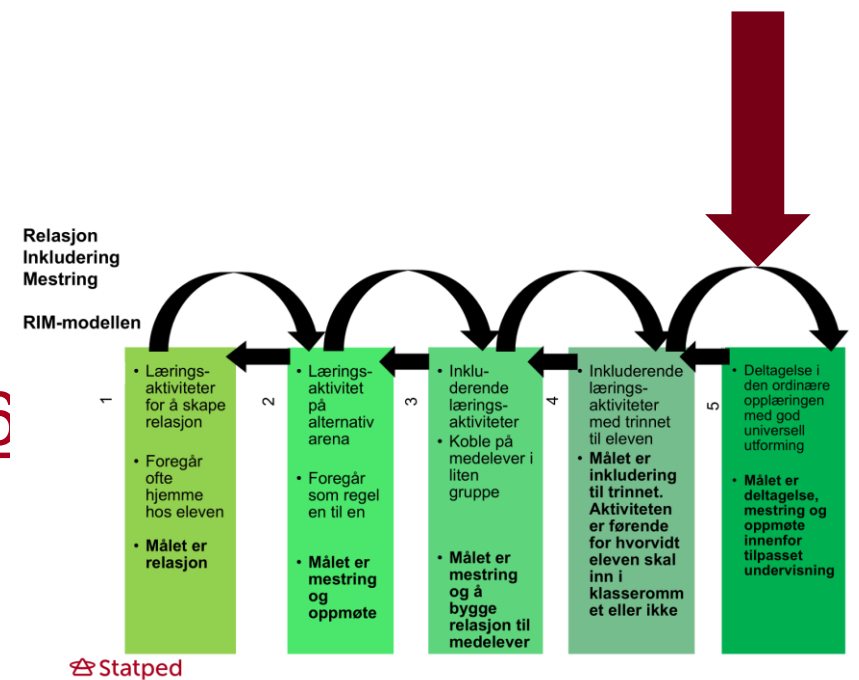 Relasjon
Inkludering
Mestring
RIM-modellen
1
• Lærings-
aktiviteter
for å skape
relasjon
• Foregår
ofte
hjemme
hos eleven
• Målet er
relasjon
2
• Lærings-
aktivitet
på
alternativ
arena
• Foregår
som regel
en til en
• Målet er
mestring
og
oppmøte
3
• Inklu-
derende
lærings-
aktiviteter
• Koble på
medelever i
liten
gruppe
• Målet er
mestring
og å
bygge
relasjon til
medelever
4
• Inkluderende
lærings-
aktiviteter
med trinnet
til eleven
• Målet er
inkludering
til trinnet.
Aktiviteten
er førende
for hvorvidt
eleven skal
inn i
klasseromm
et eller ikke
5
• Deltagelse i
den ordinære
opplæringen
med god
universell
utforming
• Målet er
deltagelse,
mestring og
oppmøte
innenfor
tilpasset
undervisning
Statped